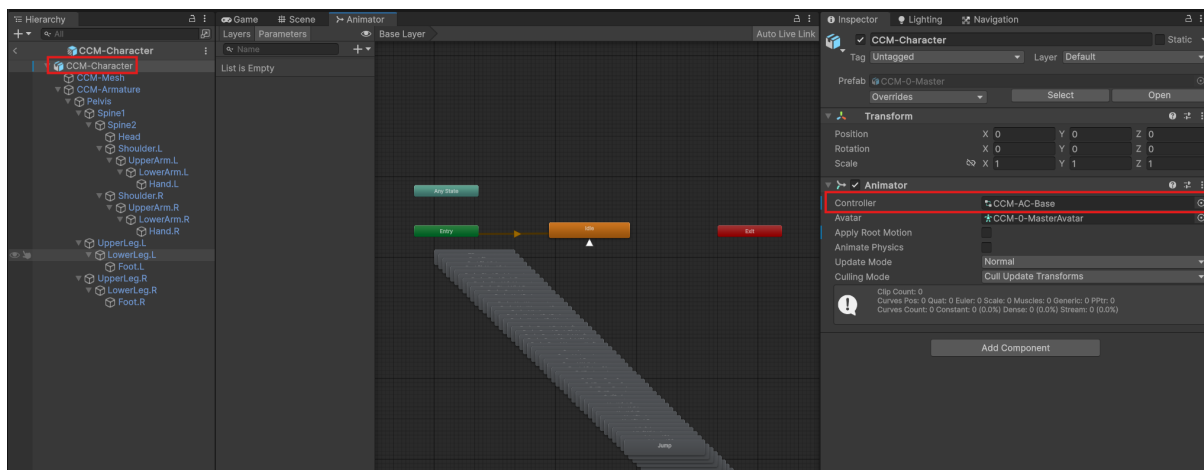 Hierarchy
All
CCM-Character
CCM-Character
CCM-Mesh
CCM-Armature
Pelvis
Spine1
Spine2
Head
Shoulder.L
UpperArm.L
LowerArm.L
Hand.L
Shoulder.R
UpperArm.R
LowerArm.R
Hand.R
UpperLeg.L
LowerLeg.L
Foot.L
UpperLeg.R
LowerLeg.R
Foot.R
Game Scene Animator
Layers Parameters Base Layer Auto Live Link
Name
List is Empty
Any State
Entry Idle Exit
Jump
Inspector Lighting Navigation
CCM-Character Static
Tag Untagged Layer Default
Prefab CCM-0-Master
Overrides Select Open
Transform
Position X 0 Y 0 Z 0
Rotation X 0 Y 0 Z 0
Scale X 1 Y 1 Z 1
Animator
Controller CCM-AC-Base
Avatar CCM-0-MasterAvatar
Apply Root Motion
Animate Physics
Update Mode Normal
Culling Mode Cull Update Transforms
Clip Count: 0
Curves Pos: 0 Quat: 0 Euler: 0 Scale: 0 Muscles: 0 Generic: 0 PPtr: 0
Curves Count: 0 Constant: 0 (0.0%) Dense: 0 (0.0%) Stream: 0 (0.0%)
Add Component